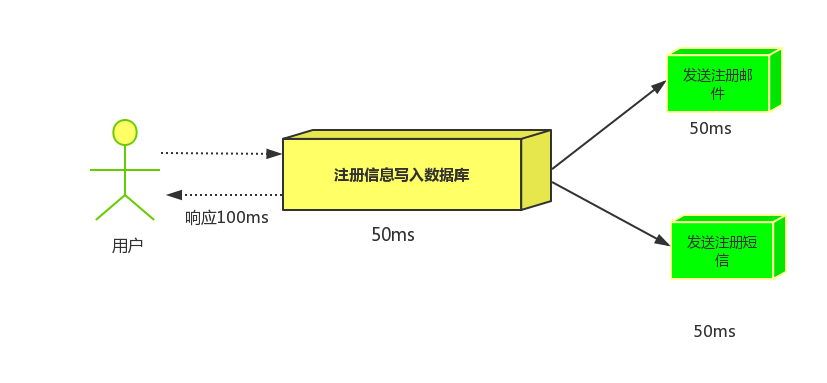 用户
响应100ms
注册信息写入数据库
50ms
发送注册邮
件
50ms
发送注册短
信
50ms